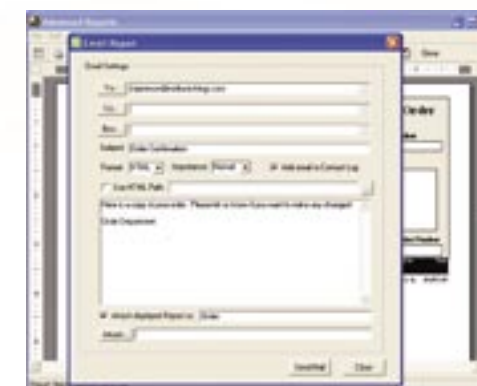 Advanced Reports
Email Report
Close
Email Settings
To...
Cc...
Bcc...
Subject: Order Confirmation
Format: HTML Importance: Normal Add email to Contact Log
Use HTML Path:
Here is a copy of your order. Please let us know if you want to make any changes!
Order Department
Attach displayed Report as: Order
Attach...
Send Mail Close
Order